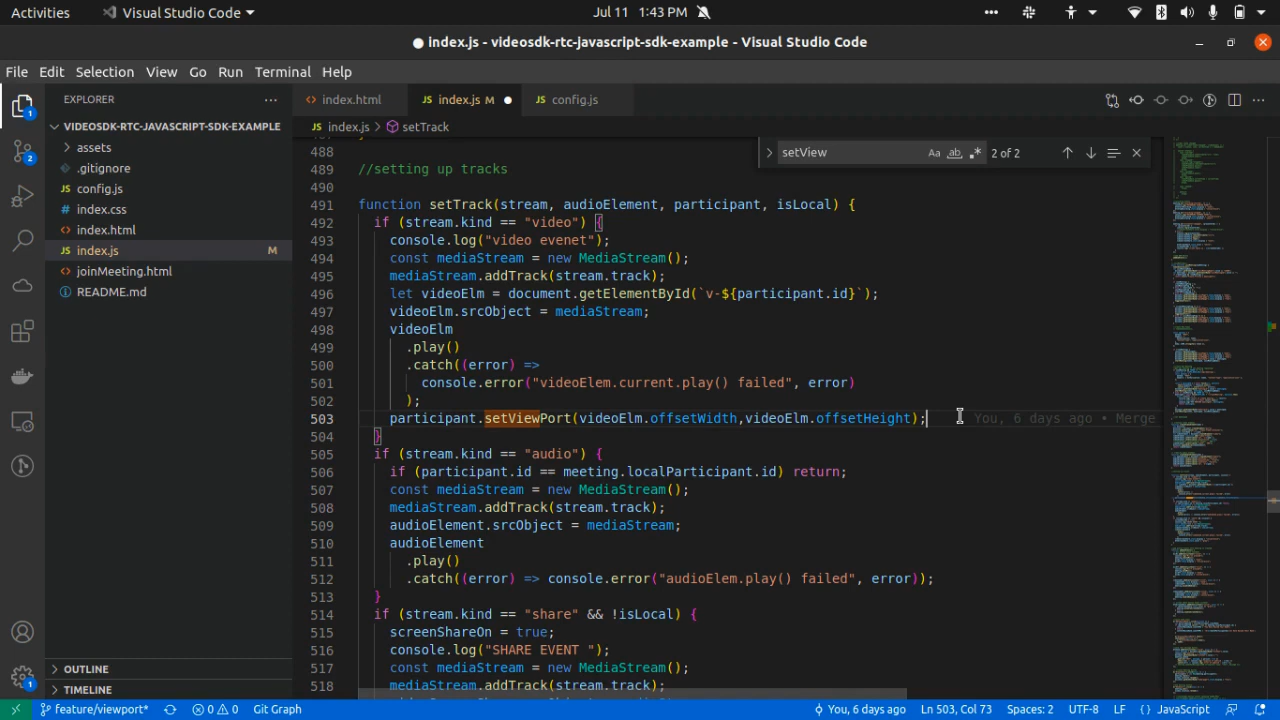 Activities
Visual Studio Code
Jul 11 1:43 PM
index.js - videosdk-rtc-javascript-sdk-example - Visual Studio Code
File Edit Selection View Go Run Terminal Help
EXPLORER
index.html
JS index.js M
JS config.js
VIDEOSDK-RTC-JAVASCRIPT-SDK-EXAMPLE
assets
.gitignore
JS config.js
# index.css
<> index.html
JS index.js M
<> joinMeeting.html
README.md
OUTLINE
TIMELINE
JS index.js > setTrack
setView
Aa ab .* 2 of 2
488
489 //setting up tracks
490
491 function setTrack(stream, audioElement, participant, isLocal) {
492 if (stream.kind == "video") {
493 console.log("video evenet");
494 const mediaStream = new MediaStream();
495 mediaStream.addTrack(stream.track);
496 let videoElm = document.getElementById(`v-${participant.id}`);
497 videoElm.srcObject = mediaStream;
498 videoElm
499 .play()
500 .catch((error) =>
501 console.error("videoElem.current.play() failed", error)
502 );
503 participant.setViewPort(videoElm.offsetWidth,videoElm.offsetHeight); You, 6 days ago • Merge
504 }
505 if (stream.kind == "audio") {
506 if (participant.id == meeting.localParticipant.id) return;
507 const mediaStream = new MediaStream();
508 mediaStream.addTrack(stream.track);
509 audioElement.srcObject = mediaStream;
510 audioElement
511 .play()
512 .catch((error) => console.error("audioElem.play() failed", error));
513 }
514 if (stream.kind == "share" && !isLocal) {
515 screenShareOn = true;
516 console.log("SHARE EVENT ");
517 const mediaStream = new MediaStream();
518 mediaStream.addTrack(stream.track);
feature/viewport* 0 0 Git Graph You, 6 days ago Ln 503, Col 73 Spaces: 2 UTF-8 LF {} JavaScript